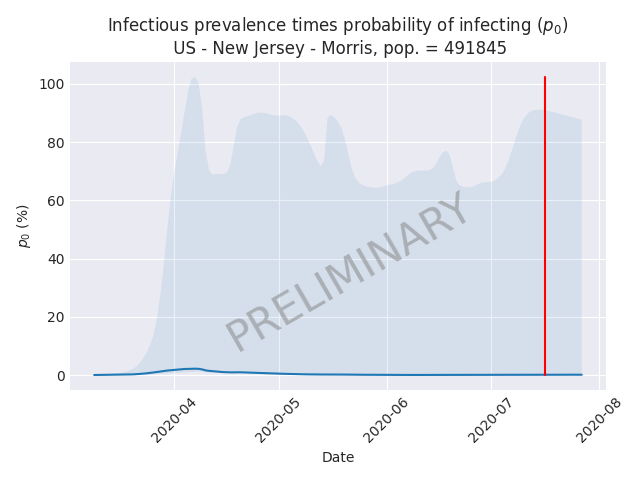 Infectious prevalence times probability of infecting (p0)
US - New Jersey - Morris, pop. = 491845
100
80
60
40
20
0
p0 (%)
PRELIMINARY
2020-04
2020-05
2020-06
2020-07
2020-08
Date